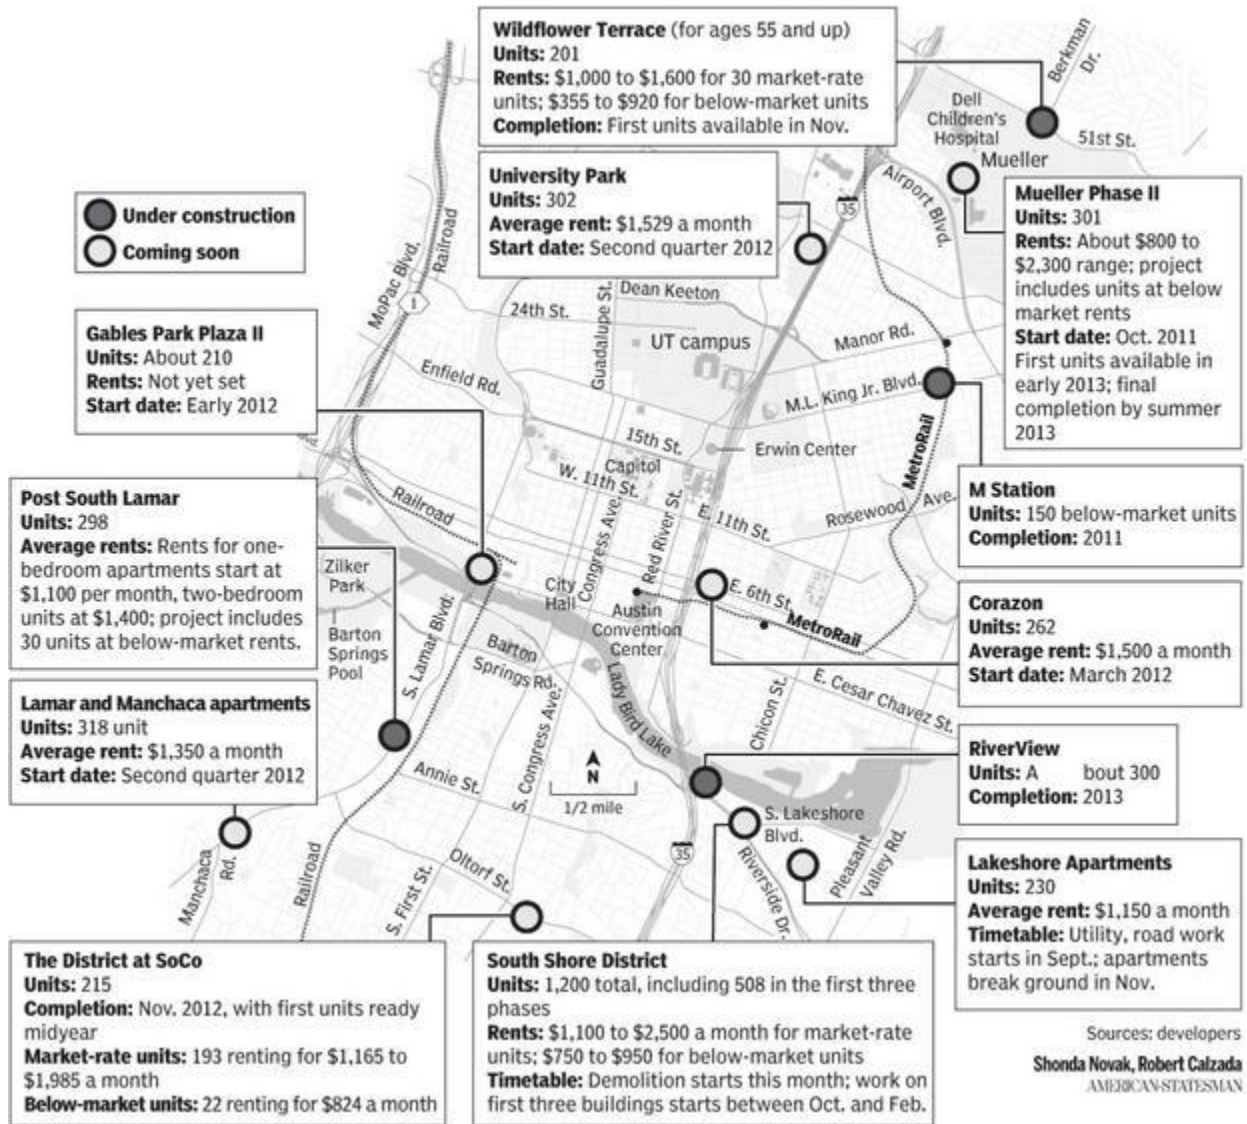 Wildflower Terrace (for ages 55 and up)
Units: 201
Rents: $1,000 to $1,600 for 30 market-rate
units; $355 to $920 for below-market units
Completion: First units available in Nov.
University Park
Units: 302
Average rent: $1,529 a month
Start date: Second quarter 2012
Under construction
Coming soon
Gables Park Plaza II
Units: About 210
Rents: Not yet set
Start date: Early 2012
Post South Lamar
Units: 298
Average rents: Rents for one-
bedroom apartments start at
$1,100 per month, two-bedroom
units at $1,400; project includes
30 units at below-market rents.
Lamar and Manchaca apartments
Units: 318 unit
Average rent: $1,350 a month
Start date: Second quarter 2012
The District at SoCo
Units: 215
Completion: Nov. 2012, with first units ready
midyear
Market-rate units: 193 renting for $1,165 to
$1,985 a month
Below-market units: 22 renting for $824 a month
South Shore District
Units: 1,200 total, including 508 in the first three
phases
Rents: $1,100 to $2,500 a month for market-rate
units; $750 to $950 for below-market units
Timetable: Demolition starts this month; work on
first three buildings starts between Oct. and Feb.
Mueller Phase II
Units: 301
Rents: About $800 to
$2,300 range; project
includes units at below
market rents
Start date: Oct. 2011
First units available in
early 2013; final
completion by summer
2013
M Station
Units: 150 below-market units
Completion: 2011
Corazon
Units: 262
Average rent: $1,500 a month
Start date: March 2012
RiverView
Units: A bout 300
Completion: 2013
Lakeshore Apartments
Units: 230
Average rent: $1,150 a month
Timetable: Utility, road work
starts in Sept.; apartments
break ground in Nov.
Berkman
Dr.
Dell
Children's
Hospital
51st St.
Mueller
Airport Blvd.
35
MoPac Blvd.
Railroad
1
24th St.
Guadalupe St.
Dean Keeton
UT campus
Manor Rd.
M.L. King Jr. Blvd.
Enfield Rd.
15th St.
Erwin Center
Capitol
W. 11th St.
MetroRail
Railroad
Congress Ave.
Red River St.
E. 11th St.
Rosewood Ave.
Zilker
Park
City
Hall
E. 6th St.
Austin
Convention
Center
MetroRail
Barton
Springs
Pool
S. Lamar Blvd.
Barton
Springs Rd.
Lady Bird Lake
Chicon St.
E. Cesar Chavez St.
S. Congress Ave.
Annie St.
N
1/2 mile
S. Lakeshore
Blvd.
Pleasant
Valley Rd.
Manchaca
Rd.
Railroad
S. First St.
Oltorf St.
35
Riverside Dr.
Sources: developers
Shonda Novak, Robert Calzada
AMERICAN-STATESMAN